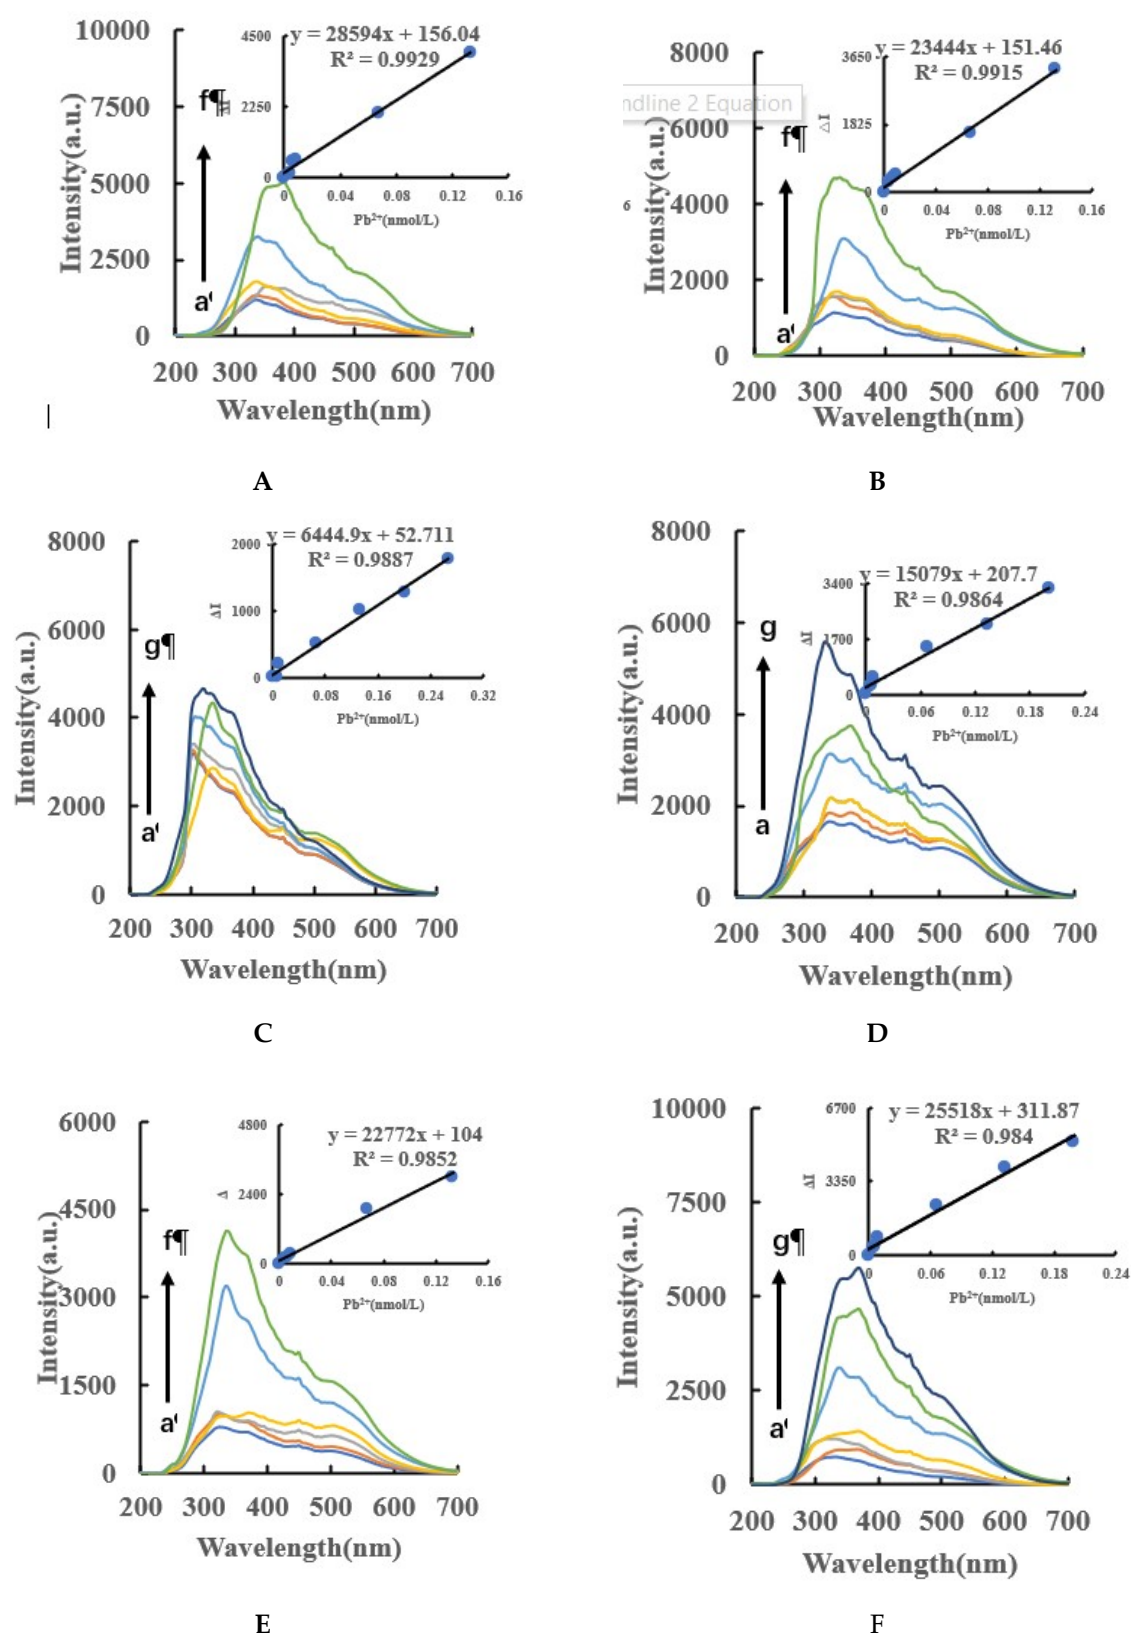 10000
7500
5000
2500
0
200 300 400 500 600 700
Intensity(a.u.)
Wavelength(nm)
f¶
a
y = 28594x + 156.04
R² = 0.9929
4500
2250
0
ΔI
0 0.04 0.08 0.12 0.16
Pb²⁺(nmol/L)
A
8000
6000
4000
2000
0
200 300 400 500 600 700
Intensity(a.u.)
Wavelength(nm)
ndline 2 Equation
6
f¶
a
y = 23444x + 151.46
R² = 0.9915
3650
1825
0
△I
0 0.04 0.08 0.12 0.16
Pb²⁺(nmol/L)
B
8000
6000
4000
2000
0
200 300 400 500 600 700
Intensity(a.u.)
Wavelength(nm)
g¶
a
y = 6444.9x + 52.711
R² = 0.9887
2000
1000
0
ΔI
0 0.08 0.16 0.24 0.32
Pb²⁺(nmol/L)
C
8000
6000
4000
2000
0
200 300 400 500 600 700
Intensity(a.u.)
Wavelength(nm)
g
a
y = 15079x + 207.7
R² = 0.9864
3400
1700
0
ΔI
0 0.06 0.12 0.18 0.24
Pb²⁺(nmol/L)
D
6000
4500
3000
1500
0
200 300 400 500 600 700
Intensity(a.u.)
Wavelength(nm)
f¶
a
y = 22772x + 104
R² = 0.9852
4800
2400
0
Δ
0 0.04 0.08 0.12 0.16
Pb²⁺(nmol/L)
E
10000
7500
5000
2500
0
200 300 400 500 600 700
Intensity(a.u.)
Wavelength(nm)
g¶
a
y = 25518x + 311.87
R² = 0.984
6700
3350
0
ΔI
0 0.06 0.12 0.18 0.24
Pb²⁺(nmol/L)
F